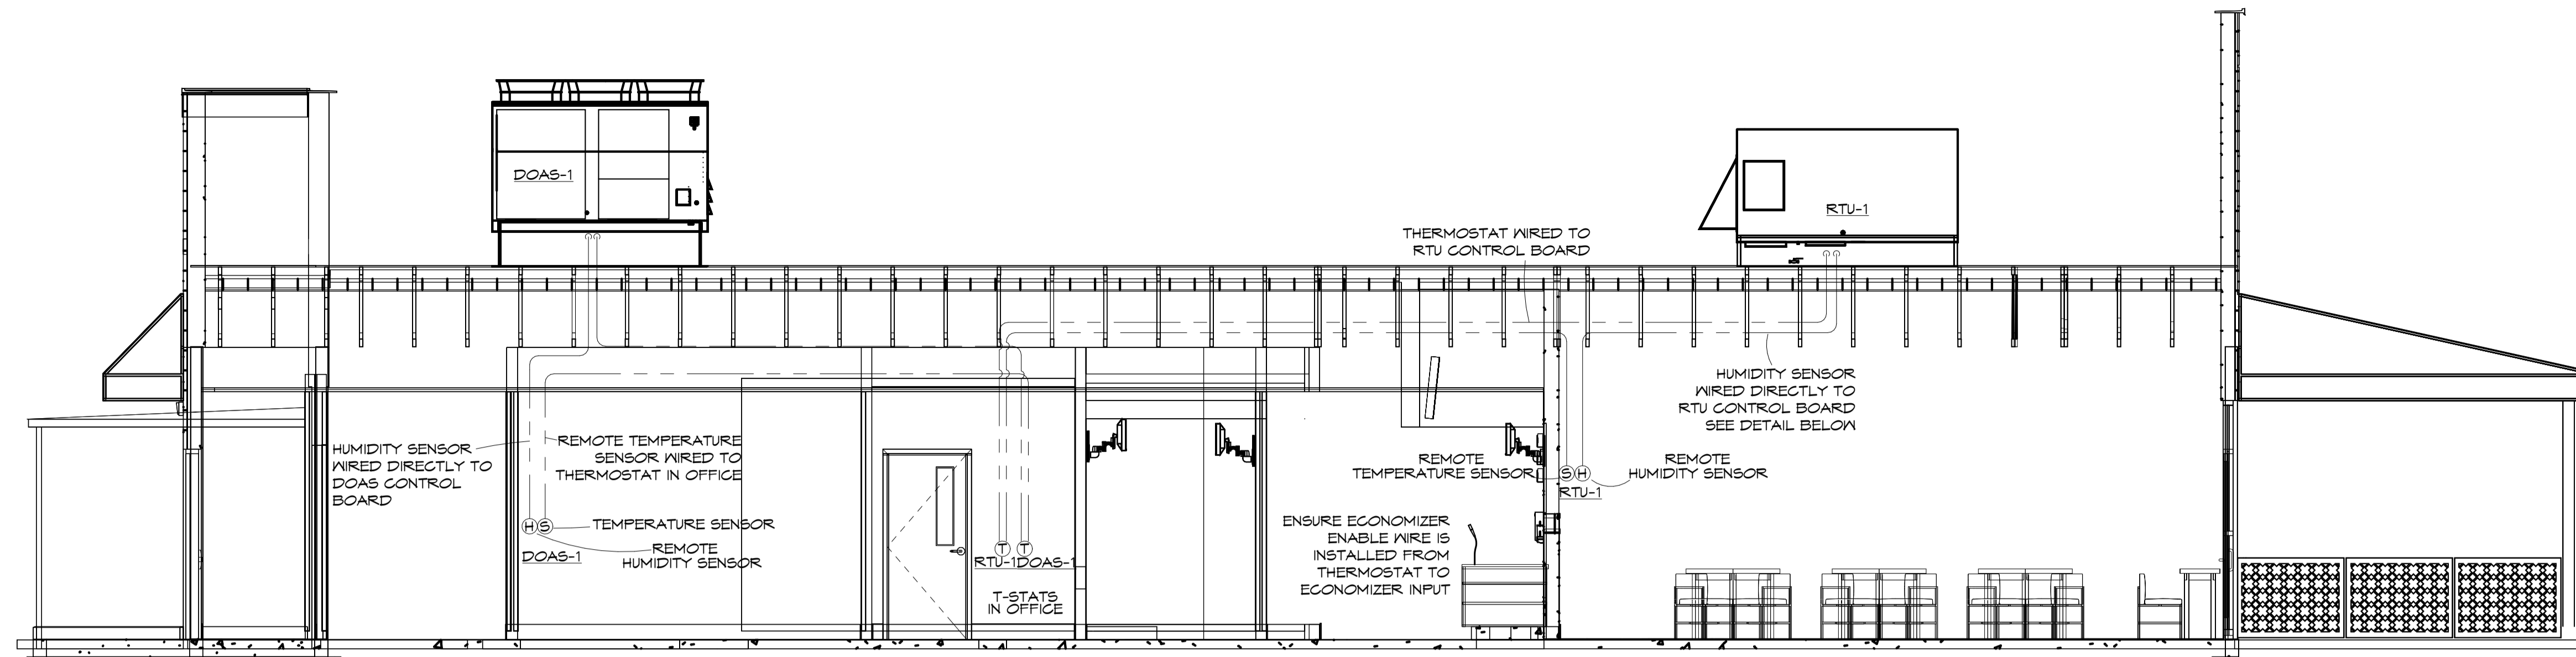 DOAS-1
RTU-1
THERMOSTAT WIRED TO
RTU CONTROL BOARD
HUMIDITY SENSOR
WIRED DIRECTLY TO
RTU CONTROL BOARD
SEE DETAIL BELOW
HUMIDITY SENSOR
WIRED DIRECTLY TO
DOAS CONTROL
BOARD
REMOTE TEMPERATURE
SENSOR WIRED TO
THERMOSTAT IN OFFICE
H S
TEMPERATURE SENSOR
REMOTE
HUMIDITY SENSOR
DOAS-1
T T
RTU-1 DOAS-1
T-STATS
IN OFFICE
REMOTE
TEMPERATURE SENSOR
S H
REMOTE
HUMIDITY SENSOR
RTU-1
ENSURE ECONOMIZER
ENABLE WIRE IS
INSTALLED FROM
THERMOSTAT TO
ECONOMIZER INPUT